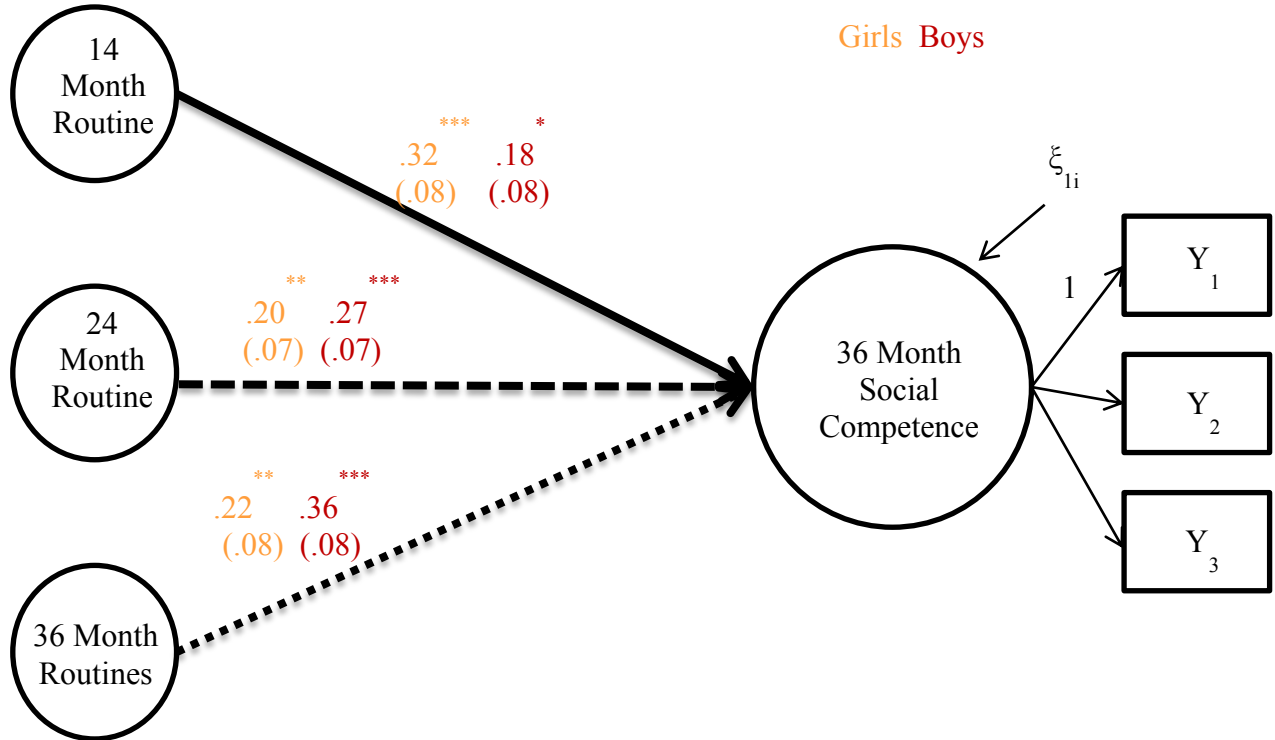 14
Month
Routine
Girls Boys
*** *
.32 .18
(.08) (.08)
ξ1i
Y1
1
24
Month
Routine
** ***
.20 .27
(.07) (.07)
36 Month
Social
Competence
Y2
** ***
.22 .36
(.08) (.08)
Y3
36 Month
Routines